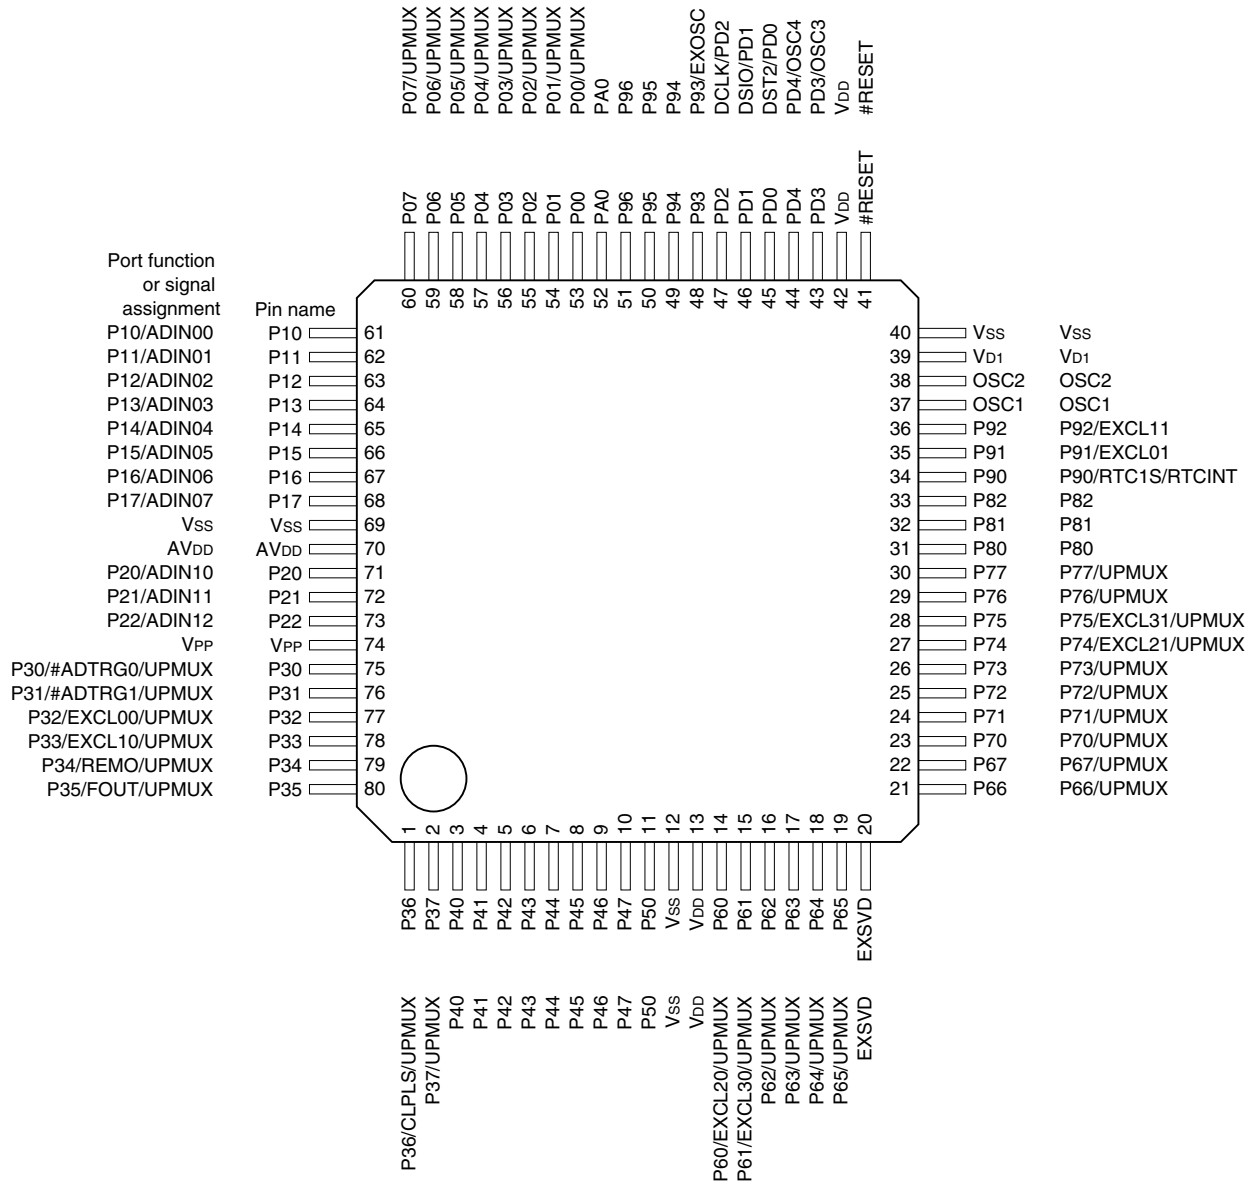 P07/UPMUX
P06/UPMUX
P05/UPMUX
P04/UPMUX
P03/UPMUX
P02/UPMUX
P01/UPMUX
P00/UPMUX
PA0
P96
P95
P94
P93/EXOSC
DCLK/PD2
DSIO/PD1
DST2/PD0
PD4/OSC4
PD3/OSC3
VDD
#RESET
P07
P06
P05
P04
P03
P02
P01
P00
PA0
P96
P95
P94
P93
PD2
PD1
PD0
PD4
PD3
VDD
#RESET
60
59
58
57
56
55
54
53
52
51
50
49
48
47
46
45
44
43
42
41
Port function
or signal
assignment
Pin name
P10/ADIN00 P10 61
P11/ADIN01 P11 62
P12/ADIN02 P12 63
P13/ADIN03 P13 64
P14/ADIN04 P14 65
P15/ADIN05 P15 66
P16/ADIN06 P16 67
P17/ADIN07 P17 68
VSS VSS 69
AVDD AVDD 70
P20/ADIN10 P20 71
P21/ADIN11 P21 72
P22/ADIN12 P22 73
VPP VPP 74
P30/#ADTRG0/UPMUX P30 75
P31/#ADTRG1/UPMUX P31 76
P32/EXCL00/UPMUX P32 77
P33/EXCL10/UPMUX P33 78
P34/REMO/UPMUX P34 79
P35/FOUT/UPMUX P35 80
40 VSS VSS
39 VD1 VD1
38 OSC2 OSC2
37 OSC1 OSC1
36 P92 P92/EXCL11
35 P91 P91/EXCL01
34 P90 P90/RTC1S/RTCINT
33 P82 P82
32 P81 P81
31 P80 P80
30 P77 P77/UPMUX
29 P76 P76/UPMUX
28 P75 P75/EXCL31/UPMUX
27 P74 P74/EXCL21/UPMUX
26 P73 P73/UPMUX
25 P72 P72/UPMUX
24 P71 P71/UPMUX
23 P70 P70/UPMUX
22 P67 P67/UPMUX
21 P66 P66/UPMUX
1
2
3
4
5
6
7
8
9
10
11
12
13
14
15
16
17
18
19
20
P36
P37
P40
P41
P42
P43
P44
P45
P46
P47
P50
VSS
VDD
P60
P61
P62
P63
P64
P65
EXSVD
P36/CLPLS/UPMUX
P37/UPMUX
P40
P41
P42
P43
P44
P45
P46
P47
P50
VSS
VDD
P60/EXCL20/UPMUX
P61/EXCL30/UPMUX
P62/UPMUX
P63/UPMUX
P64/UPMUX
P65/UPMUX
EXSVD